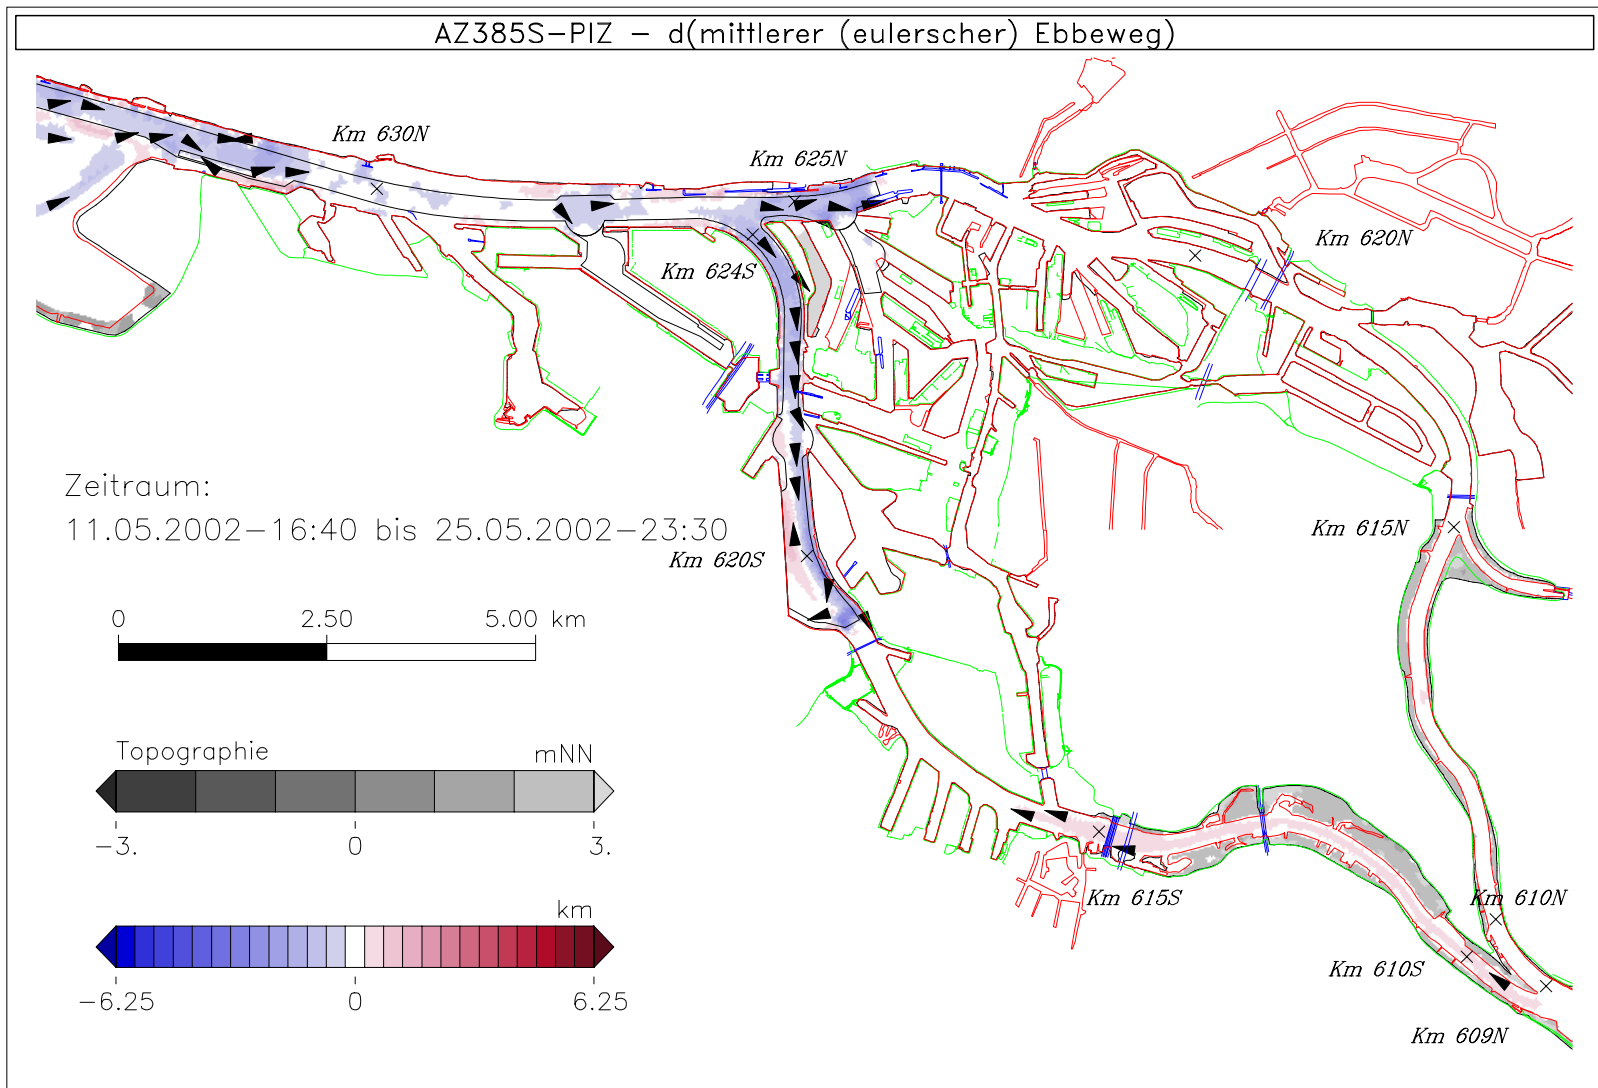 AZ385S-PIZ - d(mittlerer (eulerscher) Ebbeweg)
Km 630N
Km 625N
Km 620N
Km 624S
Zeitraum:
11.05.2002-16:40 bis 25.05.2002-23:30
Km 615N
Km 620S
0 2.50 5.00 km
Topographie mNN
-3. 0 3.
Km 615S
Km 610N
km
Km 610S
-6.25 0 6.25
Km 609N